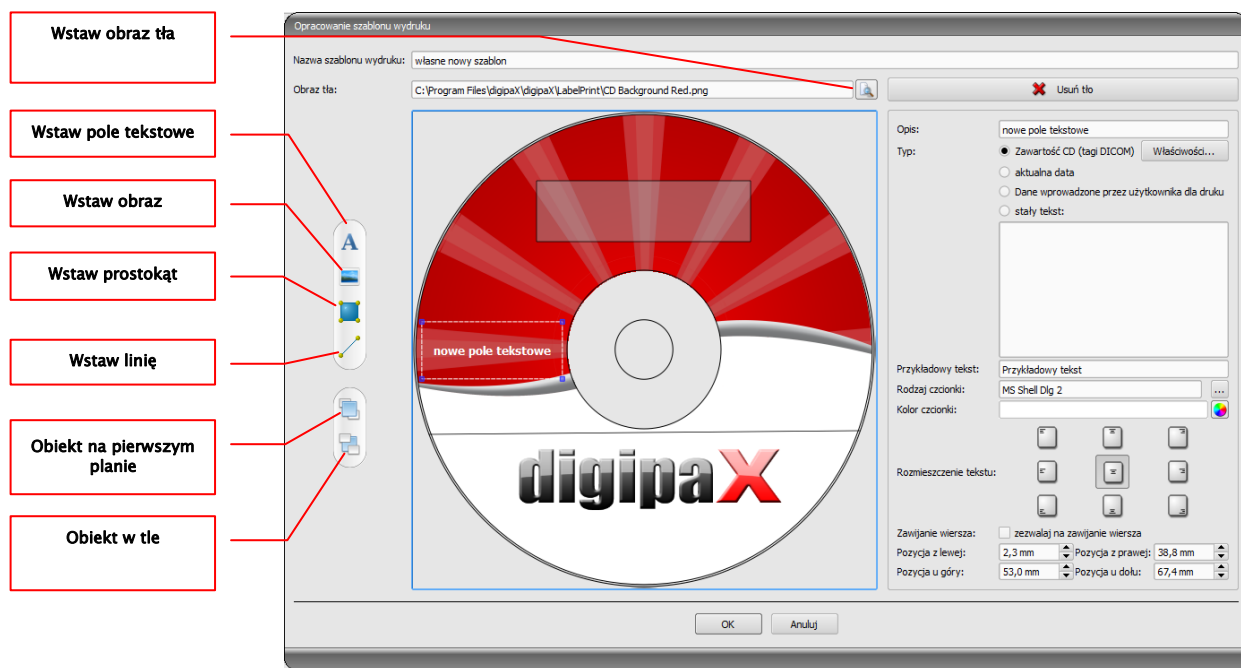 Wstaw obraz tła
Wstaw pole tekstowe
Wstaw obraz
Wstaw prostokąt
Wstaw linię
Obiekt na pierwszym
planie
Obiekt w tle
Opracowanie szablonu wydruku
Nazwa szablonu wydruku: własne nowy szablon
Obraz tła: C:\Program Files\digipaX\digipaX\LabelPrint\CD Background Red.png
Usuń tło
A
nowe pole tekstowe
digipaX
Opis: nowe pole tekstowe
Typ: Zawartość CD (tagi DICOM) Właściwości...
aktualna data
Dane wprowadzone przez użytkownika dla druku
stały tekst:
Przykładowy tekst: Przykładowy tekst
Rodzaj czcionki: MS Shell Dlg 2 ...
Kolor czcionki:
Rozmieszczenie tekstu:
Zawijanie wiersza: zezwalaj na zawijanie wiersza
Pozycja z lewej: 2,3 mm Pozycja z prawej: 38,8 mm
Pozycja u góry: 53,0 mm Pozycja u dołu: 67,4 mm
OK Anuluj